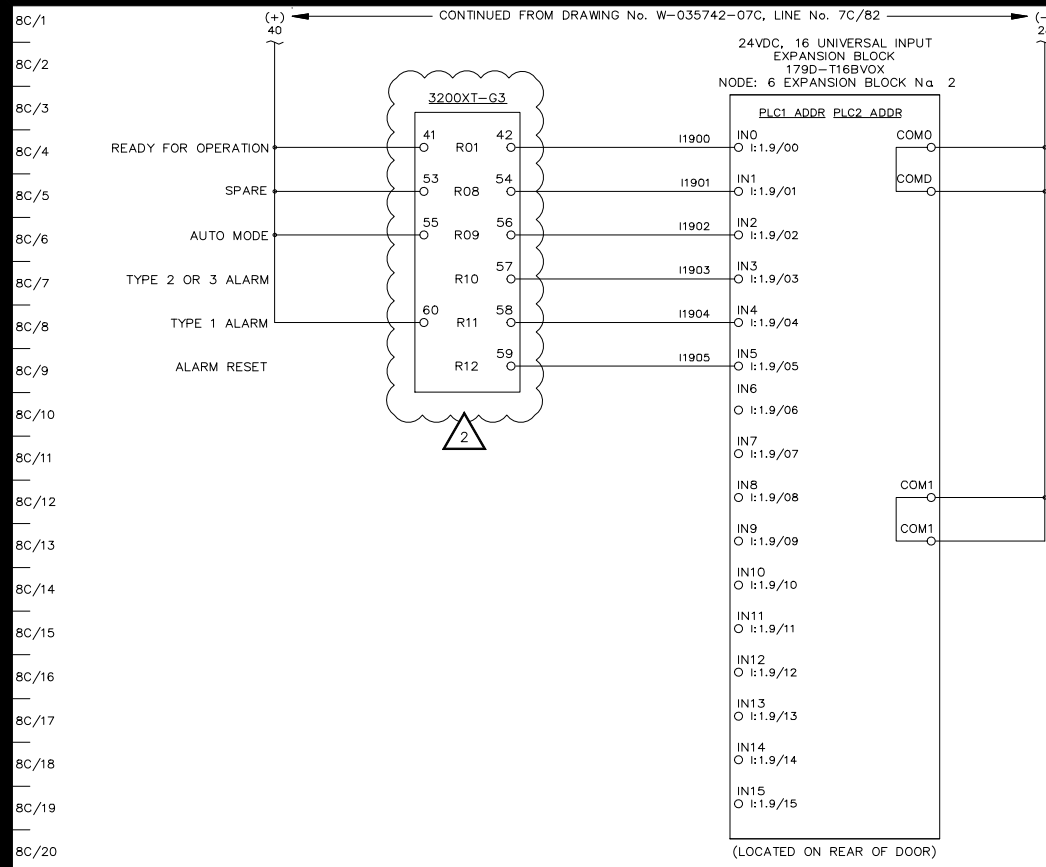 8C/1 (+) CONTINUED FROM DRAWING No. W-035742-07C, LINE No. 7C/82
40
24VDC, 16 UNIVERSAL INPUT
8C/2 EXPANSION BLOCK
179D-T16BVOX
NODE: 6 EXPANSION BLOCK No. 2
8C/3 3200XT-G3 PLC1 ADDR PLC2 ADDR
41 42 I1900 IN0 COM0
8C/4 READY FOR OPERATION R01 I:1.9/00
53 54 I1901 IN1 COMD
8C/5 SPARE R08 I:1.9/01
55 56 I1902 IN2
8C/6 AUTO MODE R09 I:1.9/02
57 I1903 IN3
8C/7 TYPE 2 OR 3 ALARM R10 I:1.9/03
60 58 I1904 IN4
8C/8 TYPE 1 ALARM R11 I:1.9/04
59 I1905 IN5
8C/9 ALARM RESET R12 I:1.9/05
IN6
8C/10 I:1.9/06
2
IN7
8C/11 I:1.9/07
IN8 COM1
8C/12 I:1.9/08
IN9 COM1
8C/13 I:1.9/09
IN10
8C/14 I:1.9/10
IN11
8C/15 I:1.9/11
IN12
8C/16 I:1.9/12
IN13
8C/17 I:1.9/13
IN14
8C/18 I:1.9/14
IN15
8C/19 I:1.9/15
8C/20 (LOCATED ON REAR OF DOOR)